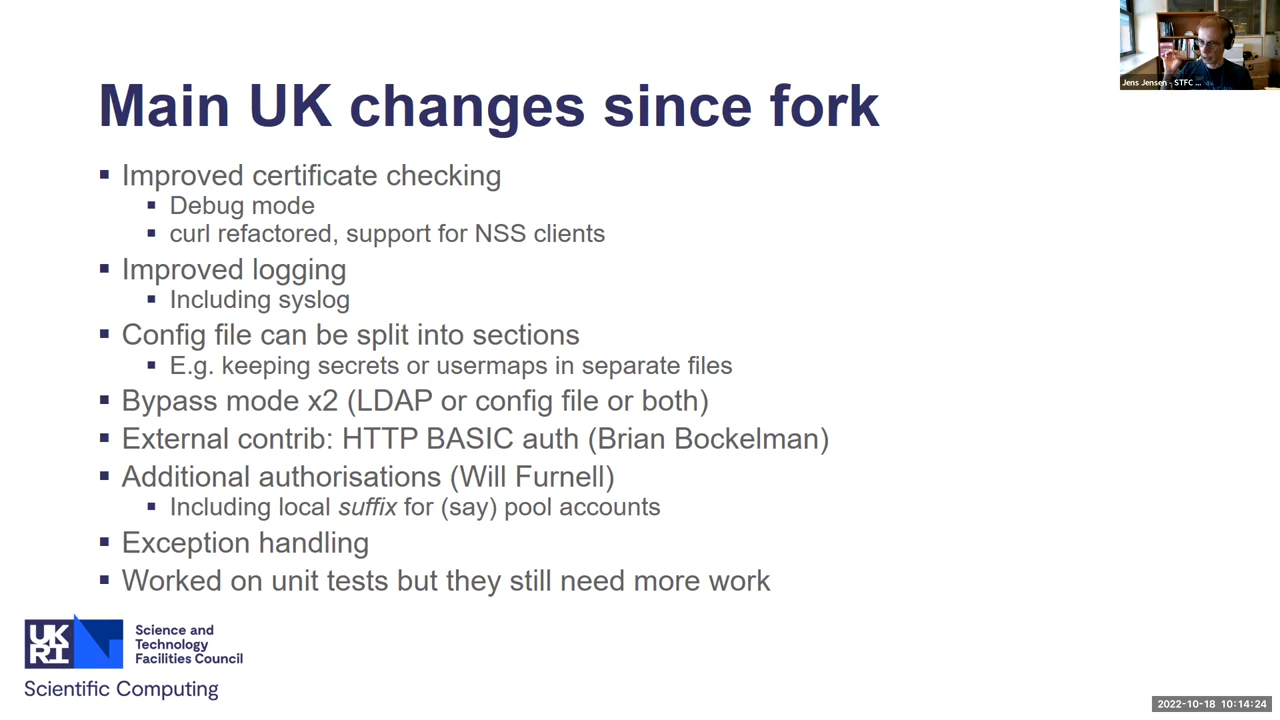 Main UK changes since fork
Improved certificate checking
Debug mode
curl refactored, support for NSS clients
Improved logging
Including syslog
Config file can be split into sections
E.g. keeping secrets or usermaps in separate files
Bypass mode x2 (LDAP or config file or both)
External contrib: HTTP BASIC auth (Brian Bockelman)
Additional authorisations (Will Furnell)
Including local suffix for (say) pool accounts
Exception handling
Worked on unit tests but they still need more work
UK
RI
Science and
Technology
Facilities Council
Scientific Computing
Jens Jensen - STFC ...
2022-10-18 10:14:24